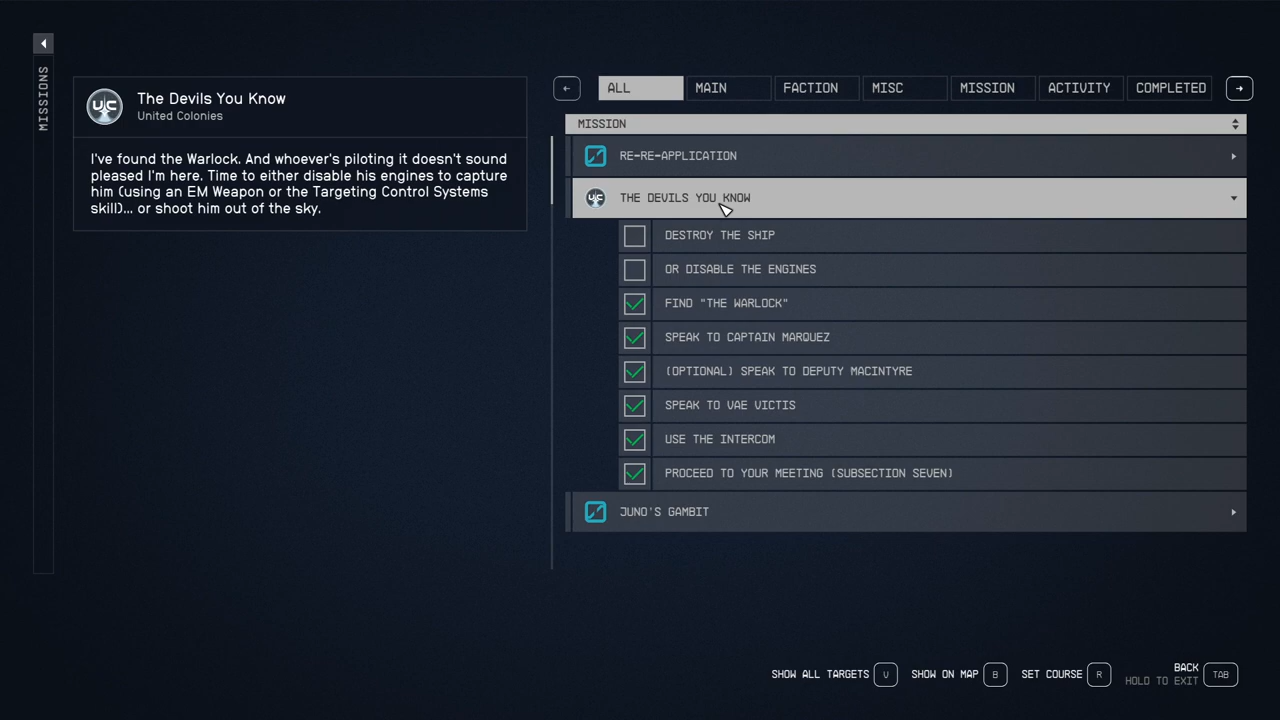 MISSIONS
The Devils You Know
United Colonies
I've found the Warlock. And whoever's piloting it doesn't sound
pleased I'm here. Time to either disable his engines to capture
him (using an EM Weapon or the Targeting Control Systems
skill)... or shoot him out of the sky.
ALL MAIN FACTION MISC MISSION ACTIVITY COMPLETED
MISSION
RE-RE-APPLICATION
UC THE DEVILS YOU KNOW
DESTROY THE SHIP
OR DISABLE THE ENGINES
FIND "THE WARLOCK"
SPEAK TO CAPTAIN MARQUEZ
(OPTIONAL) SPEAK TO DEPUTY MACINTYRE
SPEAK TO VAE VICTIS
USE THE INTERCOM
PROCEED TO YOUR MEETING (SUBSECTION SEVEN)
JUNO'S GAMBIT
SHOW ALL TARGETS V SHOW ON MAP B SET COURSE R BACK TAB
HOLD TO EXIT